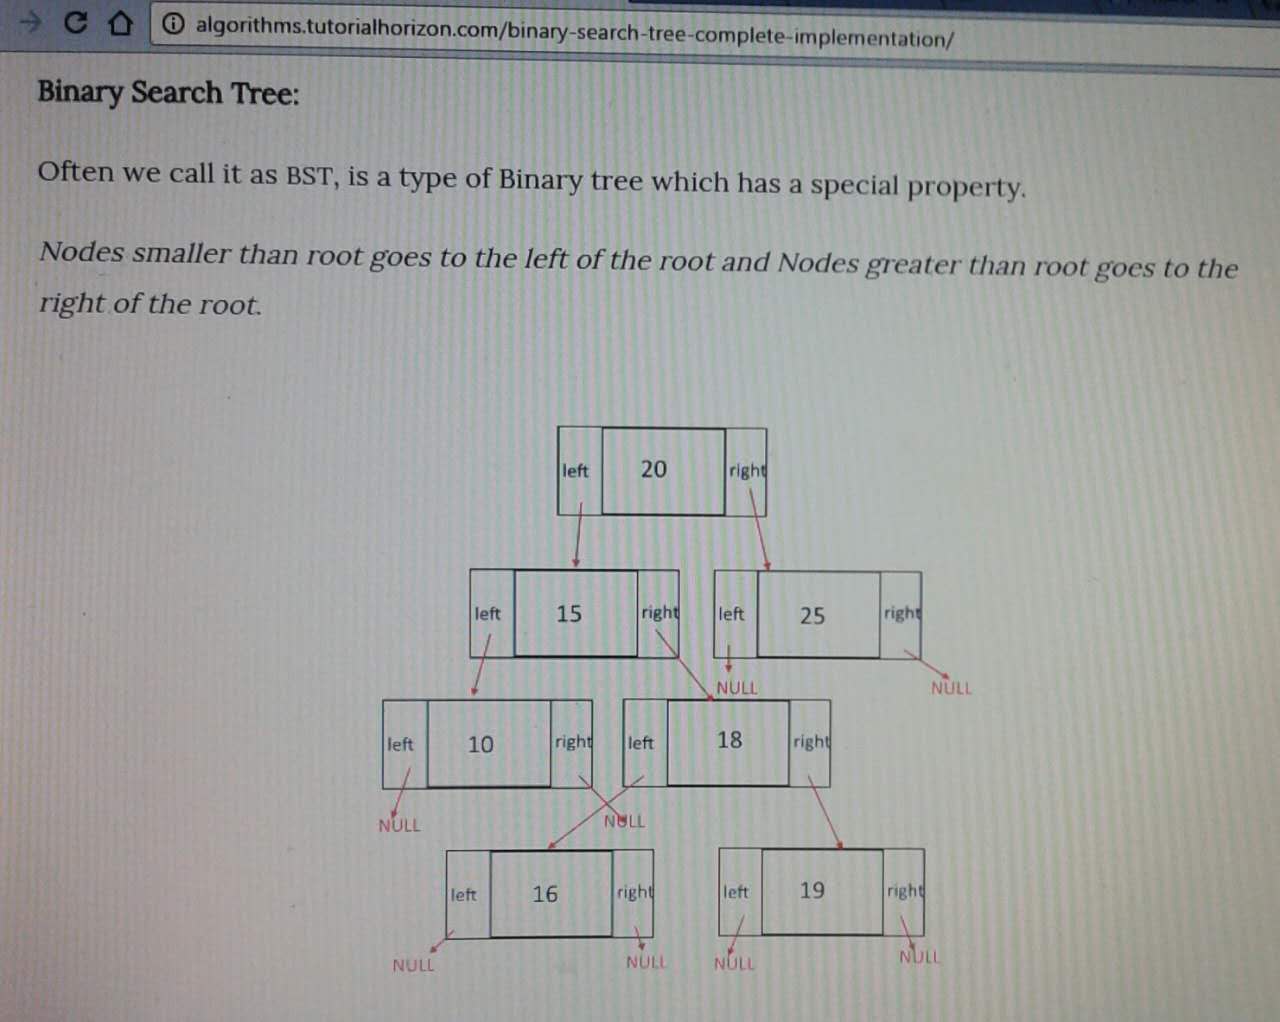 algorithms.tutorialhorizon.com/binary-search-tree-complete-implementation/
Binary Search Tree:
Often we call it as BST, is a type of Binary tree which has a special property.
Nodes smaller than root goes to the left of the root and Nodes greater than root goes to the
right of the root.
left 20 right
left 15 right left 25 right
NULL NULL
left 10 right left 18 right
NULL NULL
left 16 right left 19 right
NULL NULL NULL NULL